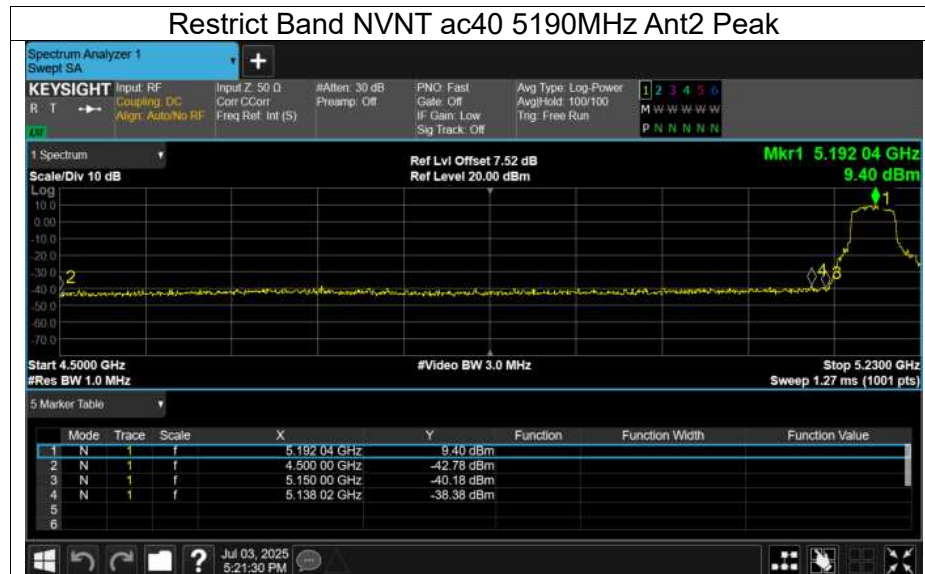 Restrict Band NVNT ac40 5190MHz Ant2 Peak
Spectrum Analyzer 1
Swept SA
+
KEYSIGHT
R T
Input: RF
Coupling: DC
Align: Auto/No RF
Input Z: 50 Ω
Corr CCorr
Freq Ref: Int (S)
#Atten: 30 dB
Preamp: Off
PNO: Fast
Gate: Off
IF Gain: Low
Sig Track: Off
Avg Type: Log-Power
Avg|Hold: 100/100
Trig: Free Run
1 2 3 4 5 6
M W W W W W
P N N N N N
1 Spectrum
Scale/Div 10 dB
Ref Lvl Offset 7.52 dB
Ref Level 20.00 dBm
Mkr1 5.192 04 GHz
9.40 dBm
Log
10.0
0.00
-10.0
-20.0
-30.0
-40.0
-50.0
-60.0
-70.0
1
2
4
3
Start 4.5000 GHz
#Video BW 3.0 MHz
Stop 5.2300 GHz
#Res BW 1.0 MHz
Sweep 1.27 ms (1001 pts)
5 Marker Table
Mode Trace Scale X Y Function Function Width Function Value
1 N 1 f 5.192 04 GHz 9.40 dBm
2 N 1 f 4.500 00 GHz -42.78 dBm
3 N 1 f 5.150 00 GHz -40.18 dBm
4 N 1 f 5.138 02 GHz -38.38 dBm
5
6
?
Jul 03, 2025
5:21:30 PM